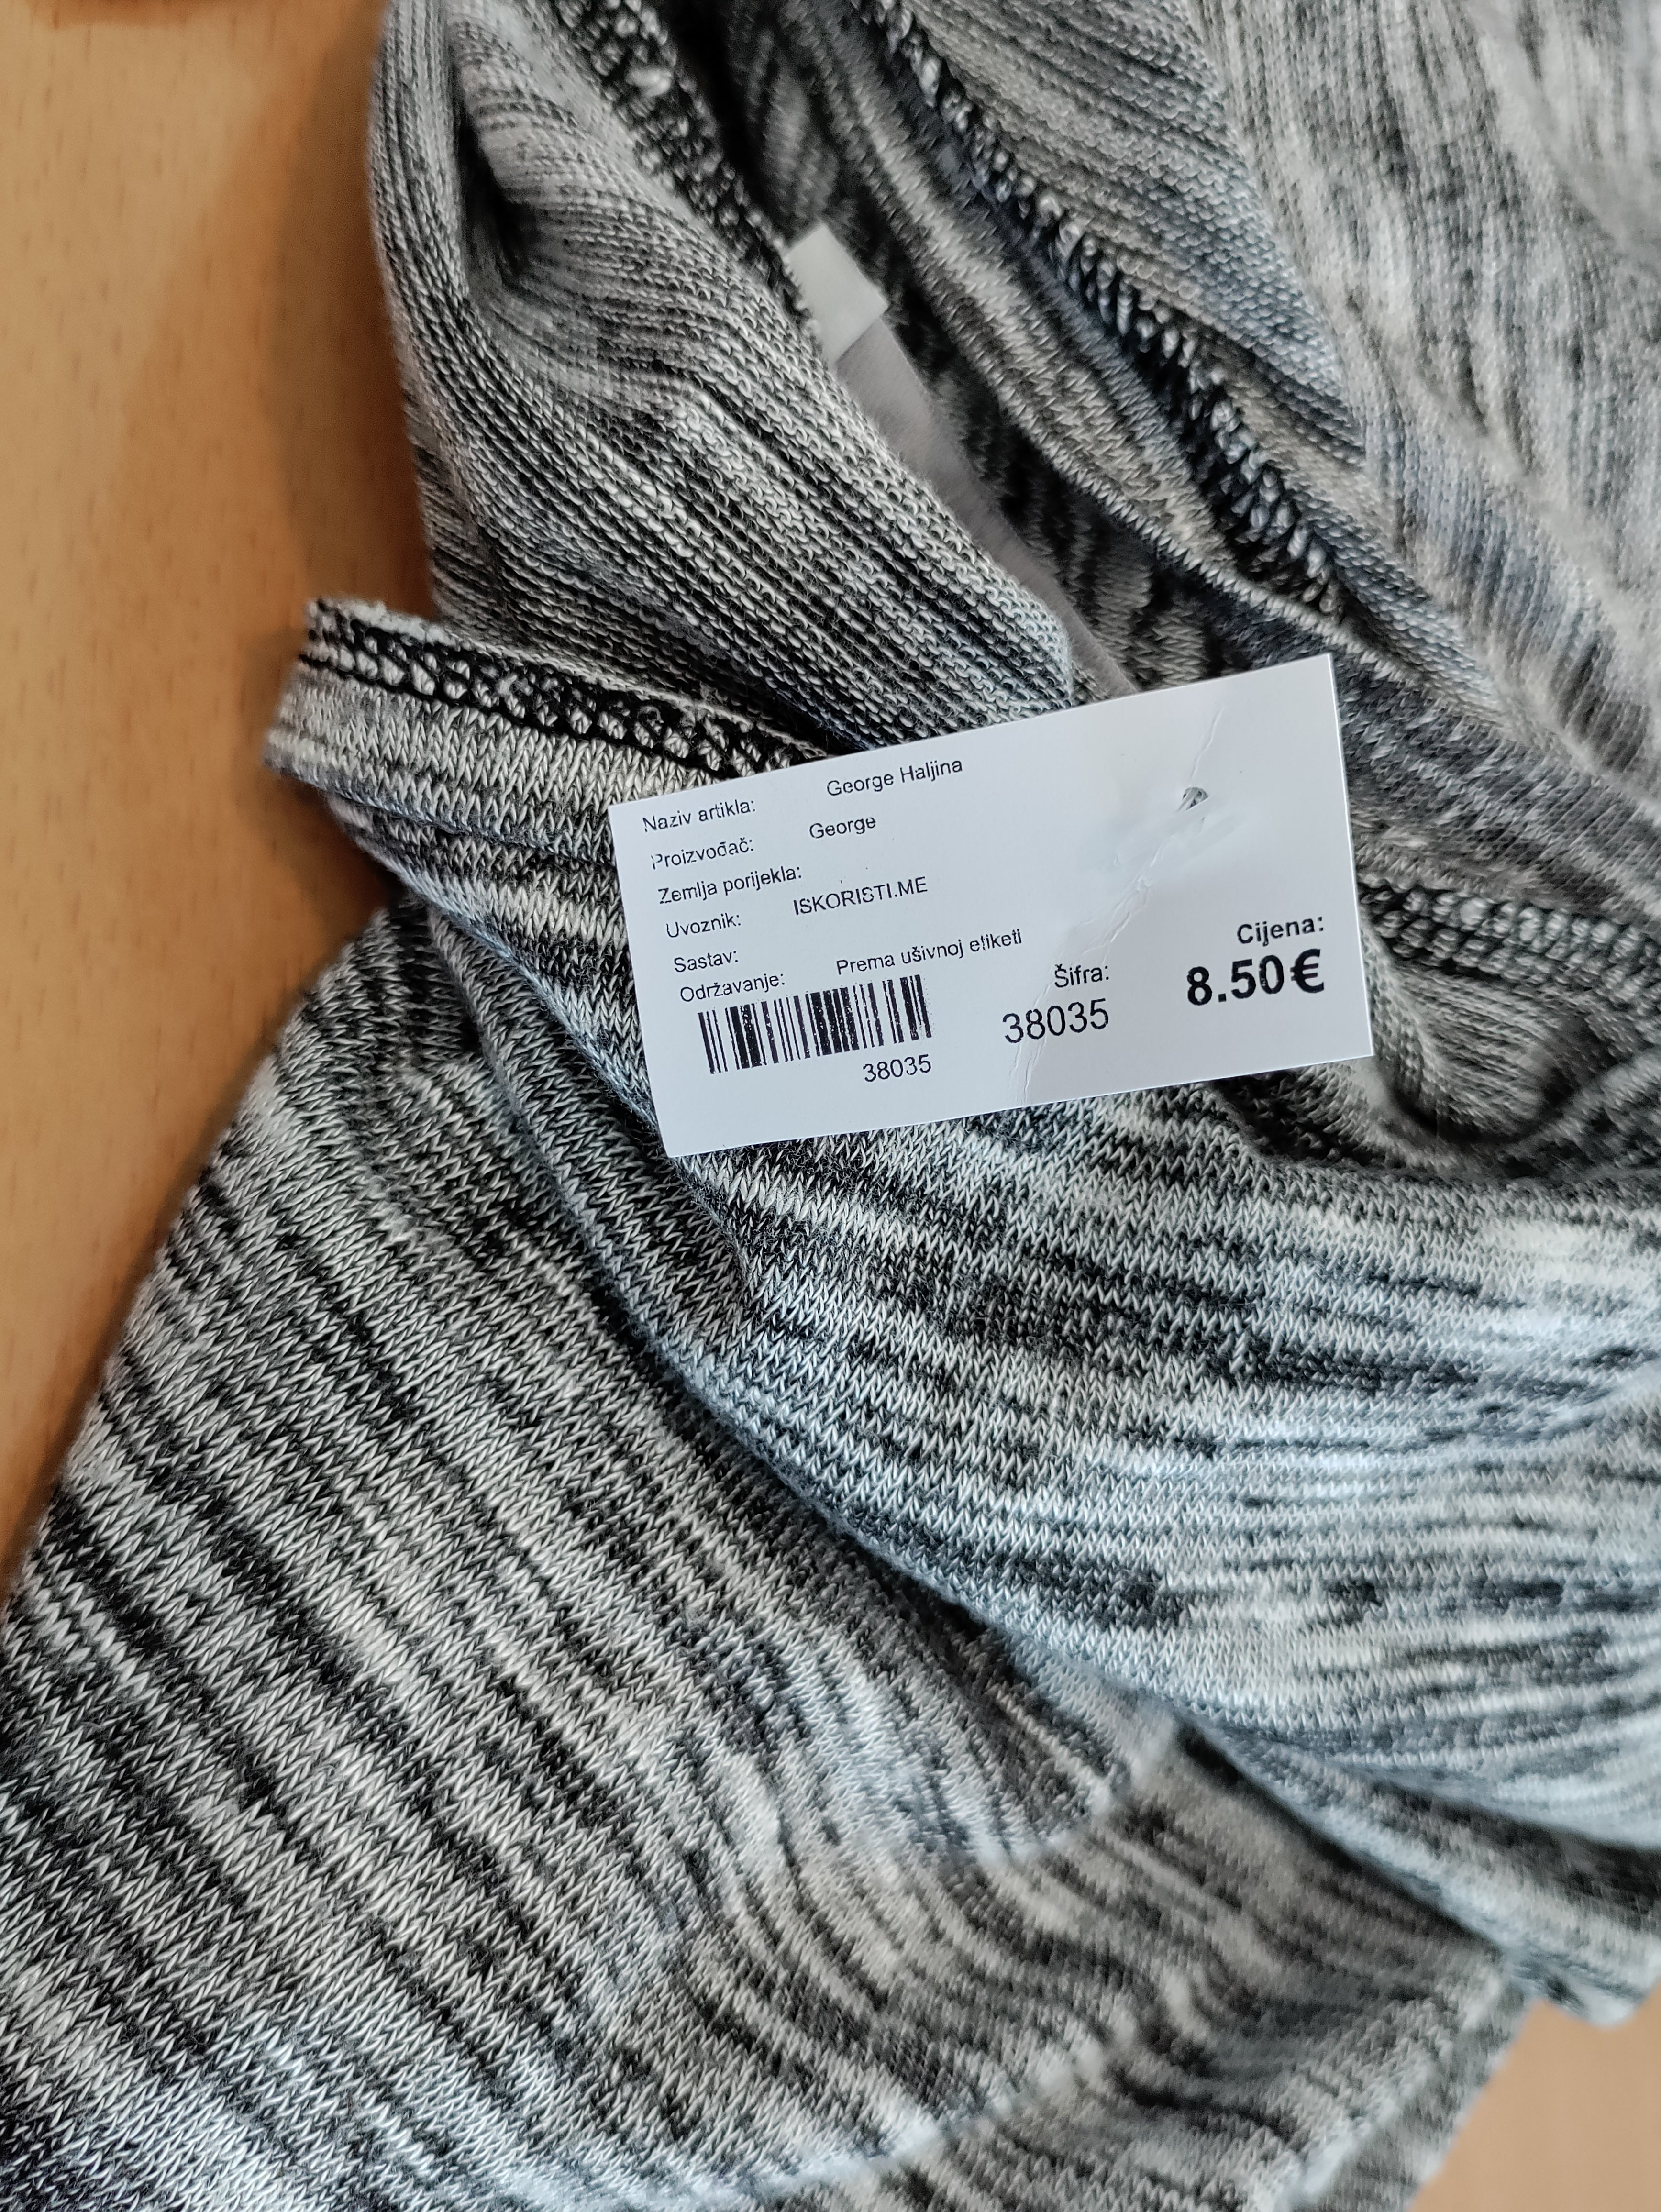 Naziv artikla: George Haljina
Proizvođač: George
Zemlja porijekla:
Uvoznik: ISKORISTI.ME
Sastav:
Održavanje: Prema ušivnoj etiketi
38035
Šifra:
38035
Cijena:
8.50€